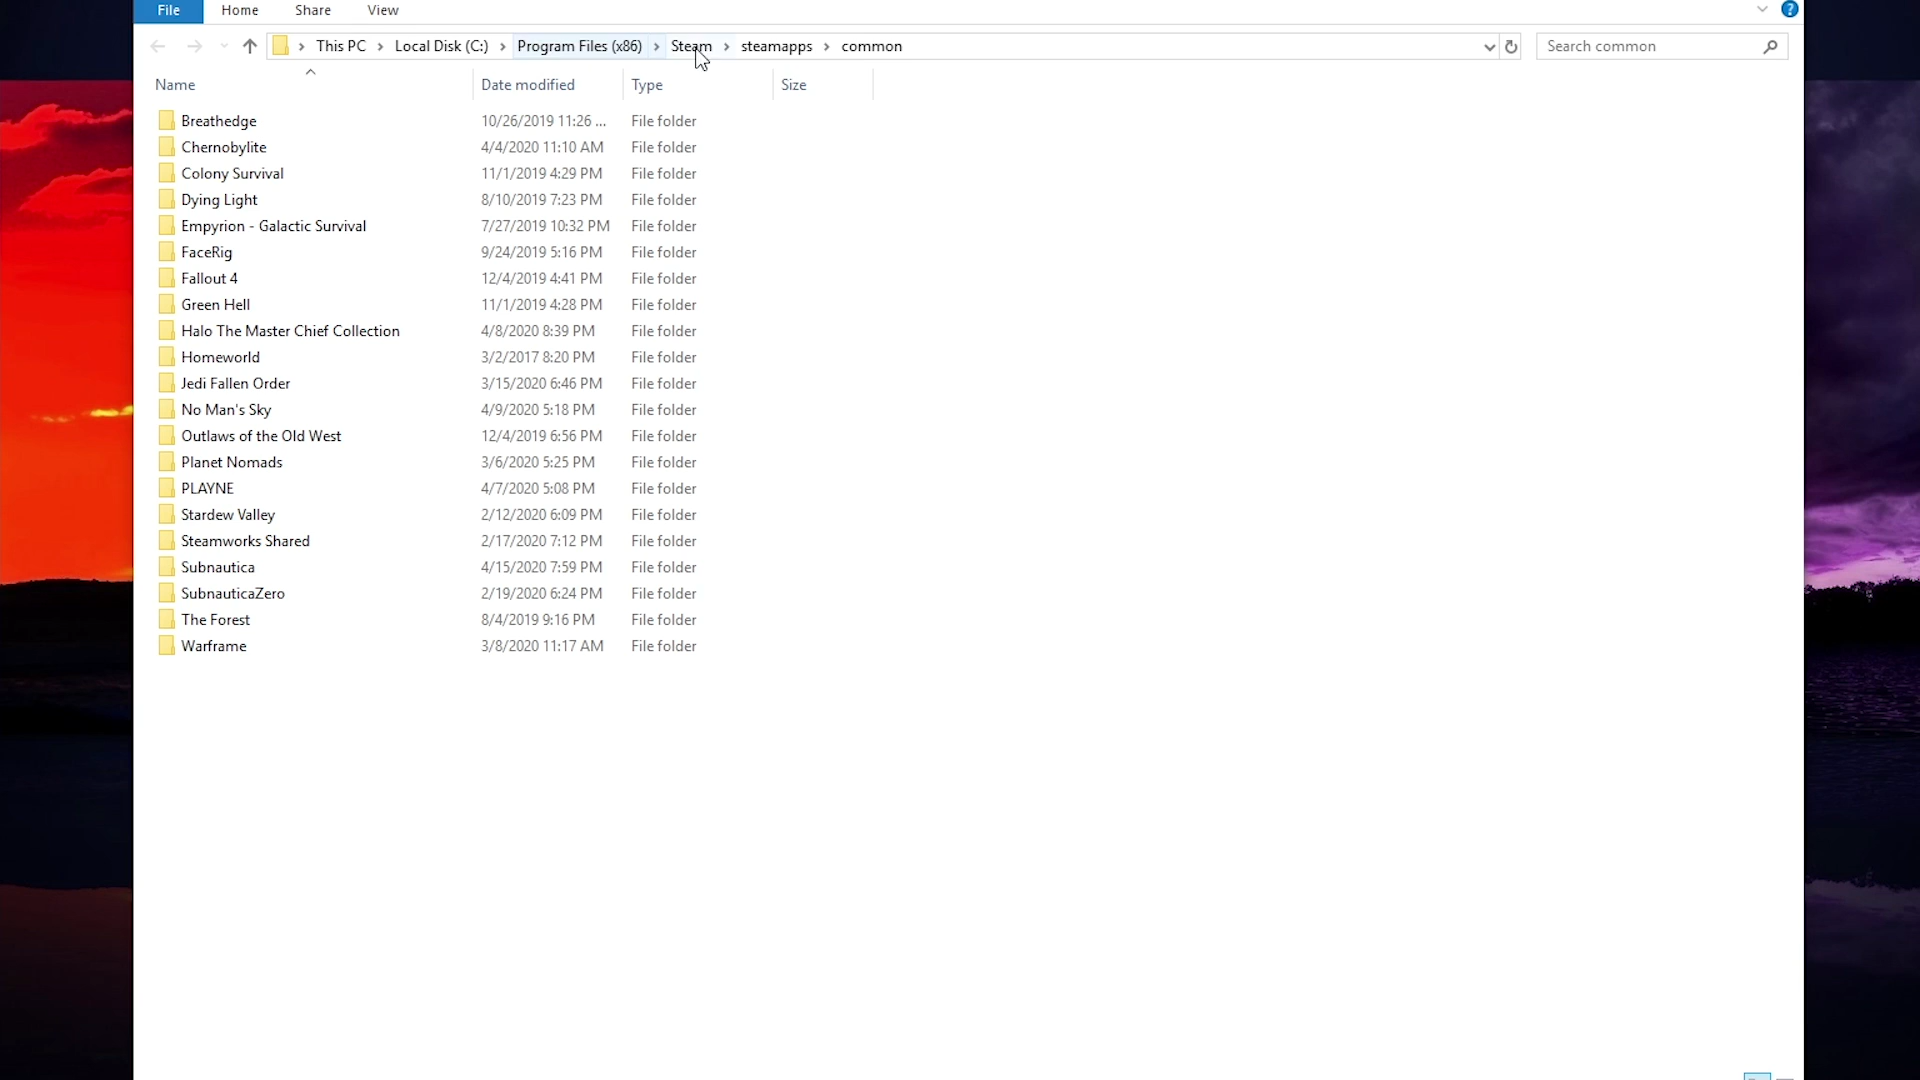 File Home Share View
This PC Local Disk (C:) Program Files (x86) Steam steamapps common Search common
Name Date modified Type Size
Breathedge 10/26/2019 11:26 ... File folder
Chernobylite 4/4/2020 11:10 AM File folder
Colony Survival 11/1/2019 4:29 PM File folder
Dying Light 8/10/2019 7:23 PM File folder
Empyrion - Galactic Survival 7/27/2019 10:32 PM File folder
FaceRig 9/24/2019 5:16 PM File folder
Fallout 4 12/4/2019 4:41 PM File folder
Green Hell 11/1/2019 4:28 PM File folder
Halo The Master Chief Collection 4/8/2020 8:39 PM File folder
Homeworld 3/2/2017 8:20 PM File folder
Jedi Fallen Order 3/15/2020 6:46 PM File folder
No Man's Sky 4/9/2020 5:18 PM File folder
Outlaws of the Old West 12/4/2019 6:56 PM File folder
Planet Nomads 3/6/2020 5:25 PM File folder
PLAYNE 4/7/2020 5:08 PM File folder
Stardew Valley 2/12/2020 6:09 PM File folder
Steamworks Shared 2/17/2020 7:12 PM File folder
Subnautica 4/15/2020 7:59 PM File folder
SubnauticaZero 2/19/2020 6:24 PM File folder
The Forest 8/4/2019 9:16 PM File folder
Warframe 3/8/2020 11:17 AM File folder